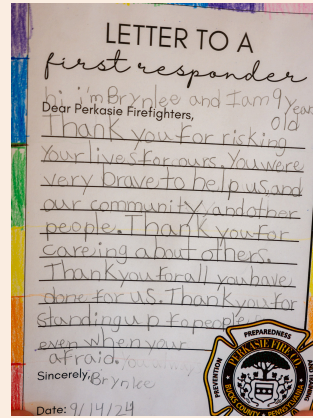 LETTER TO A
first responder
hi i'm Brynlee and I am 9 years
old
Dear Perkasie Firefighters,
Thank you for risking
your lives for ours. You were
very brave to help us and
our community, and other
people. Thank you for
careing about others.
Thank you for all you have
done for us. Thank you for
standing up to people
even when your
afraid.
Sincerely, Brynlee
Date: 9/14/24
PREPAREDNESS
PREVENTION
PERKASIE FIRE CO.
BUCKS COUNTY PENNSYLVANIA